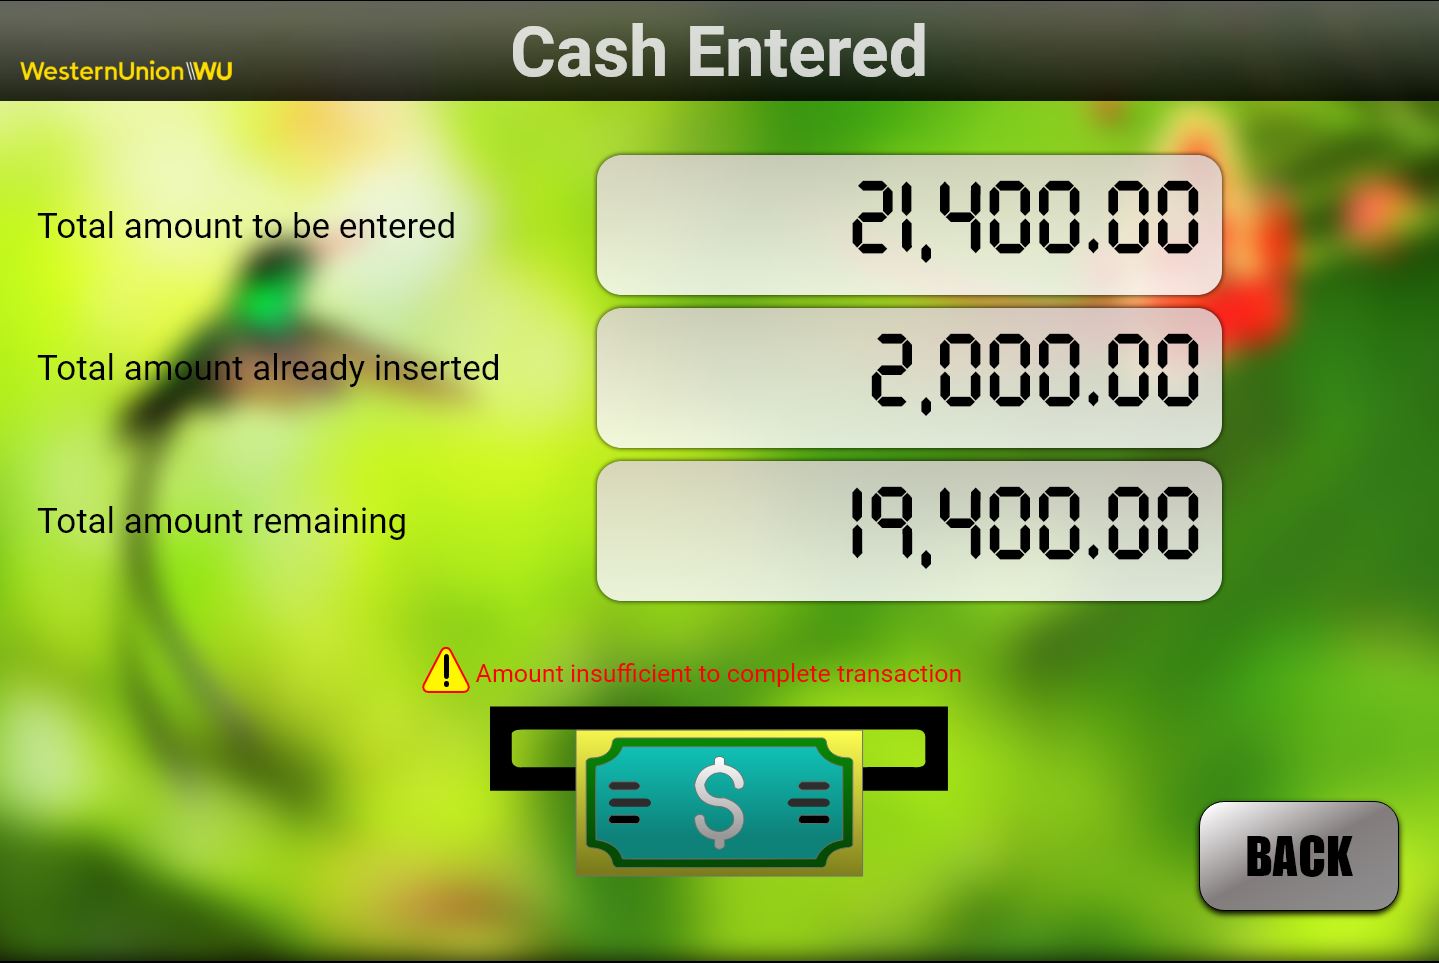 Cash Entered
WesternUnion\\WU
Total amount to be entered
21,400.00
Total amount already inserted
2,000.00
Total amount remaining
19,400.00
Amount insufficient to complete transaction
$
BACK